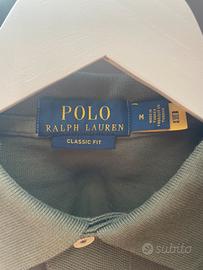 POLO
RALPH LAUREN
CLASSIC FIT
M
subito